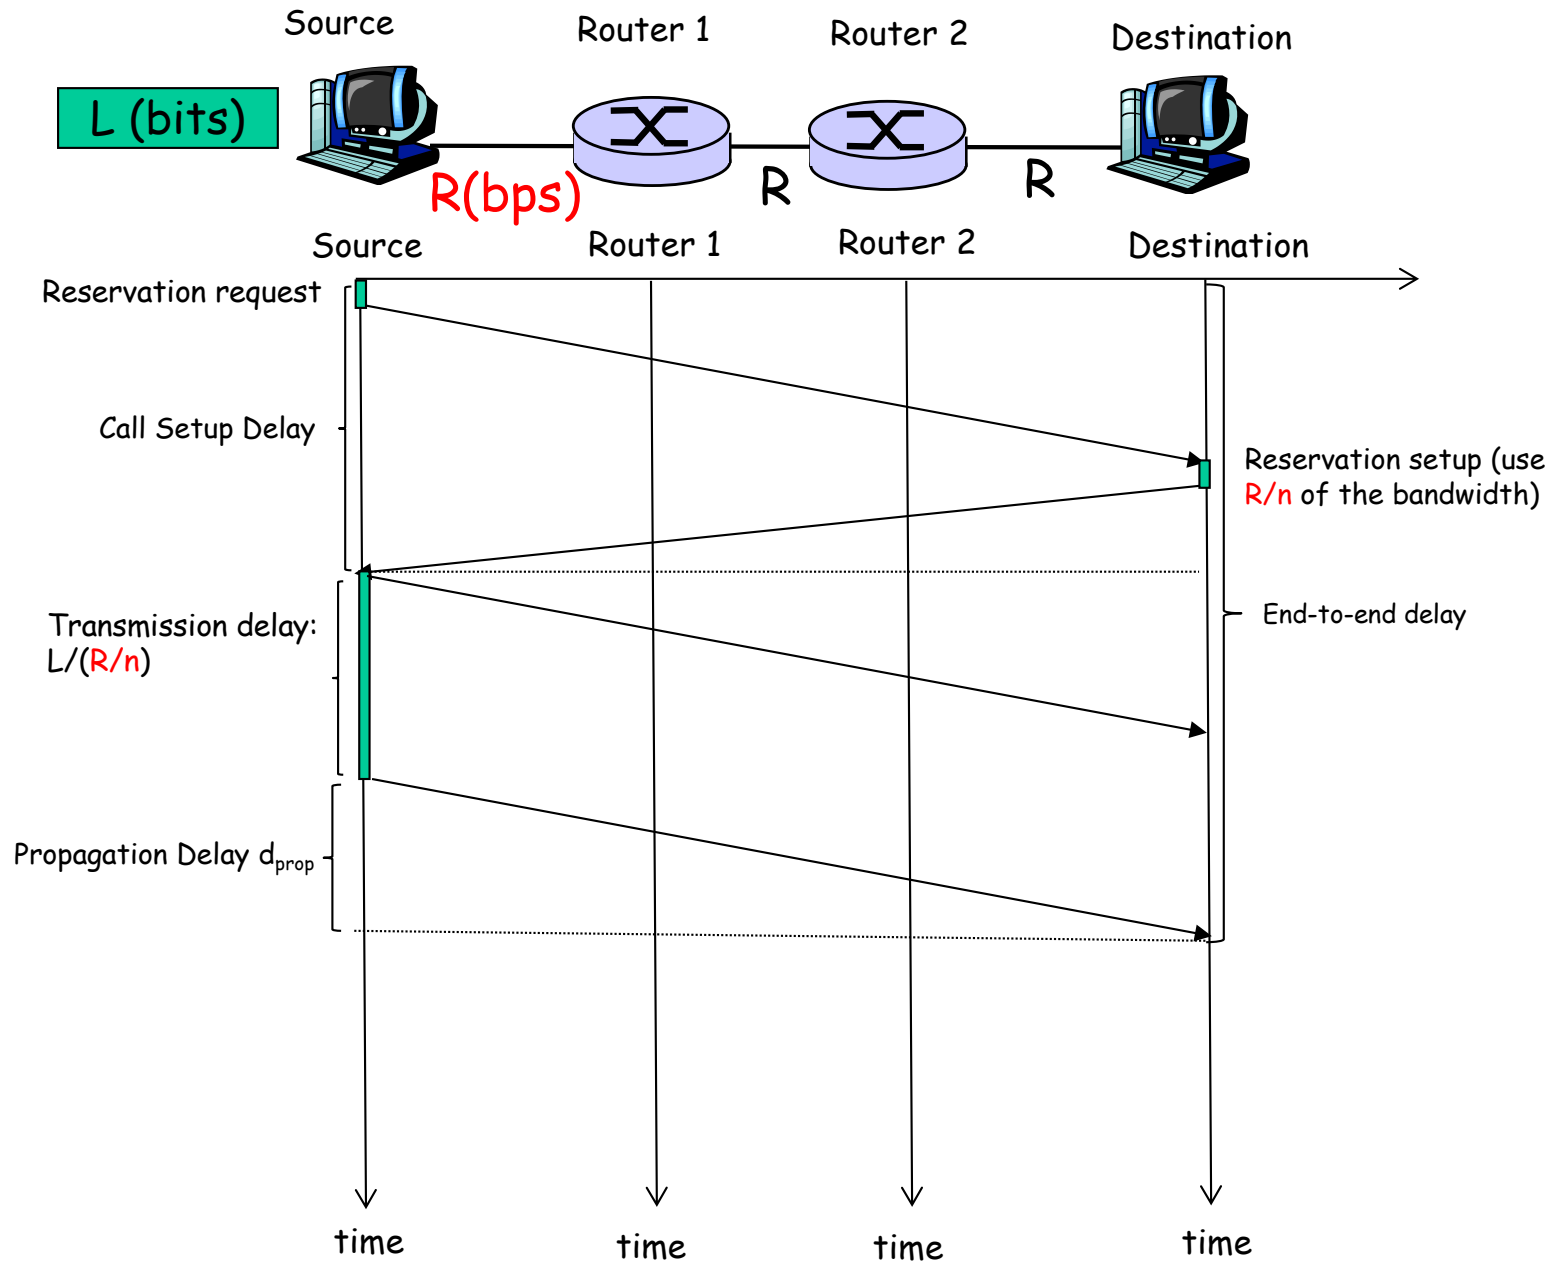 Source
Router 1
Router 2
Destination
L (bits)
R(bps)
R
R
Source
Router 1
Router 2
Destination
Reservation request
Call Setup Delay
Reservation setup (use
R/n of the bandwidth)
Transmission delay:
L/(R/n)
End-to-end delay
Propagation Delay dprop
time
time
time
time